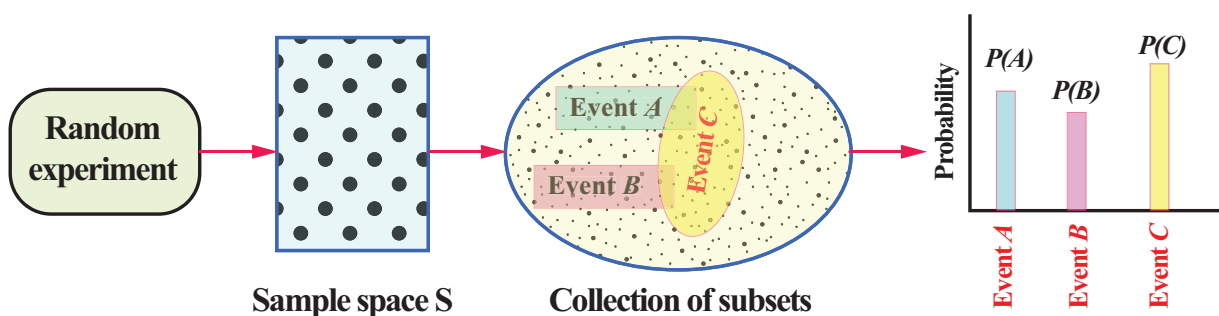 Random
experiment
Sample space S
Event A
Event B
Event C
Collection of subsets
Probability
P(A)
P(B)
P(C)
Event A
Event B
Event C